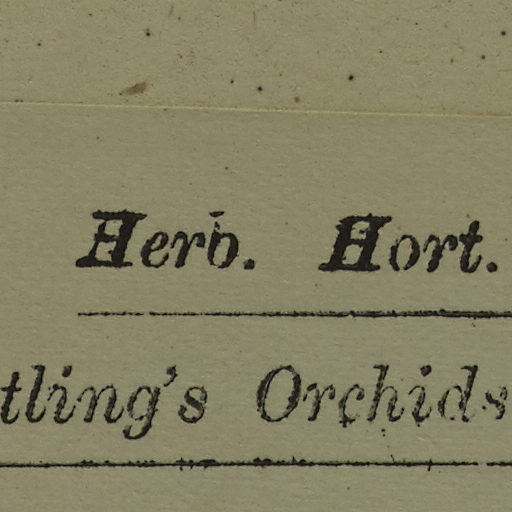 Herb. Hort.
tling's Orchids